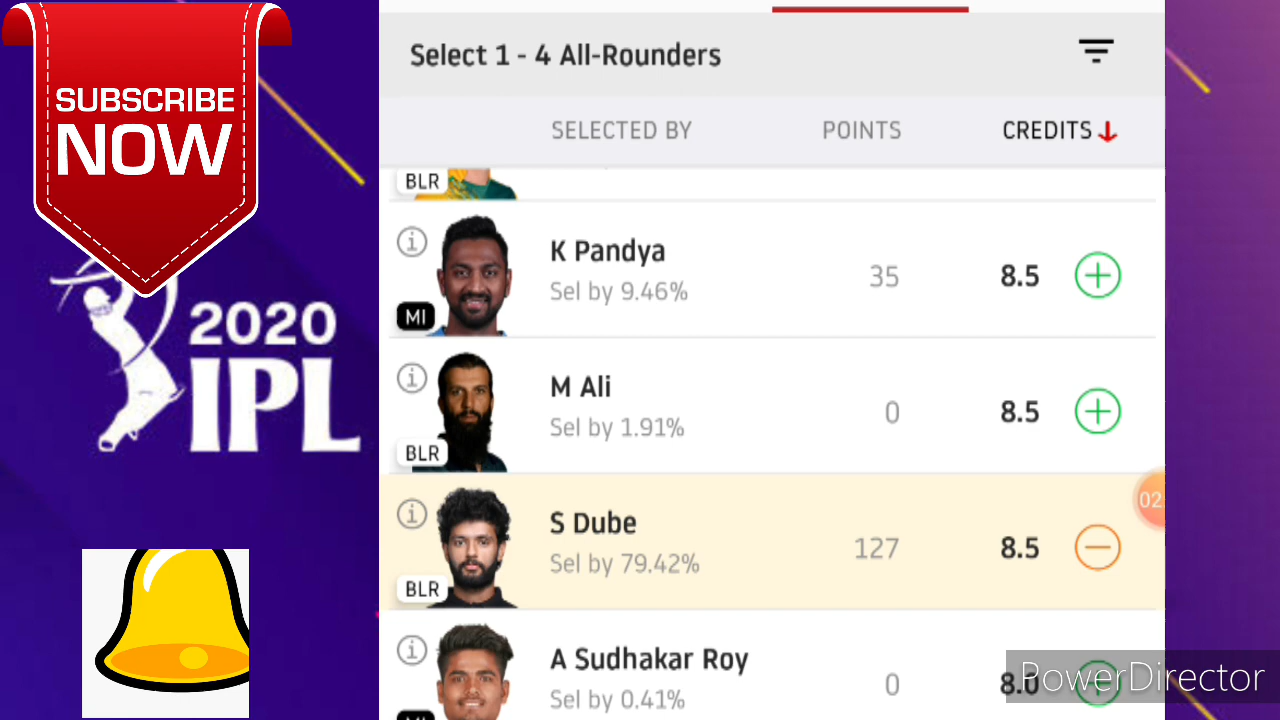 SUBSCRIBE
NOW
2020
IPL
Select 1 - 4 All-Rounders
SELECTED BY POINTS CREDITS
BLR
K Pandya
Sel by 9.46%
35 8.5
MI
M Ali
Sel by 1.91%
0 8.5
BLR
S Dube
Sel by 79.42%
127 8.5
BLR
02
A Sudhakar Roy
Sel by 0.41%
0 8.0
MI
PowerDirector